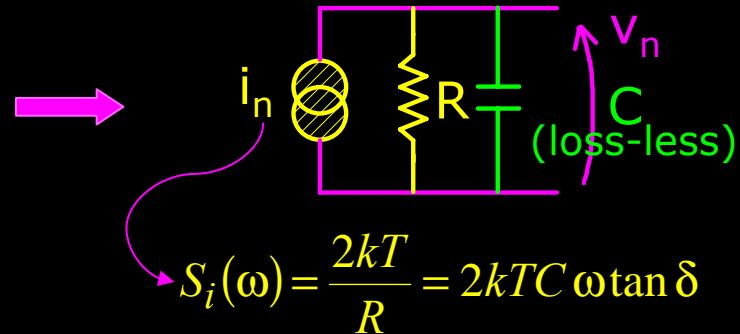 v_n
i_n
R
C
(loss-less)
S_i(ω) = 2kT/R = 2kTC ω tan δ